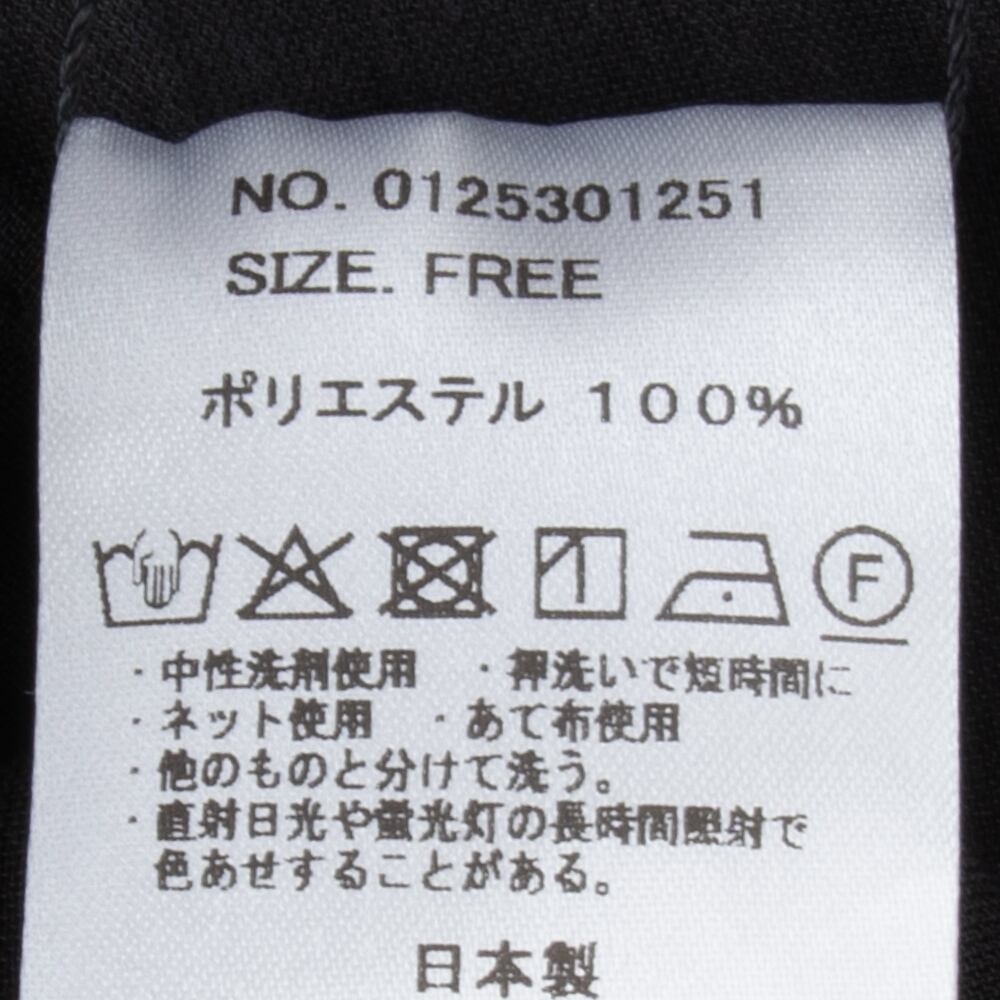 NO. 0125301251
SIZE. FREE
ポリエステル 100%
F
・中性洗剤使用 ・押洗いで短時間に
・ネット使用 ・あて布使用
・他のものと分けて洗う。
・直射日光や蛍光灯の長時間照射で
色あせすることがある。
日本製